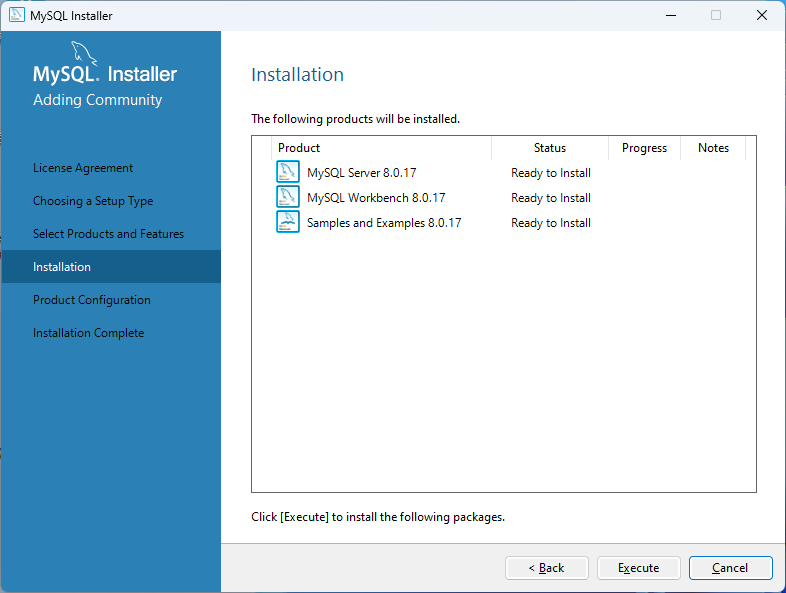 MySQL Installer
MySQL. Installer
Adding Community
License Agreement
Choosing a Setup Type
Select Products and Features
Installation
Product Configuration
Installation Complete
Installation
The following products will be installed.
Product Status Progress Notes
MySQL Server 8.0.17 Ready to Install
MySQL Workbench 8.0.17 Ready to Install
Samples and Examples 8.0.17 Ready to Install
Click [Execute] to install the following packages.
< Back Execute Cancel